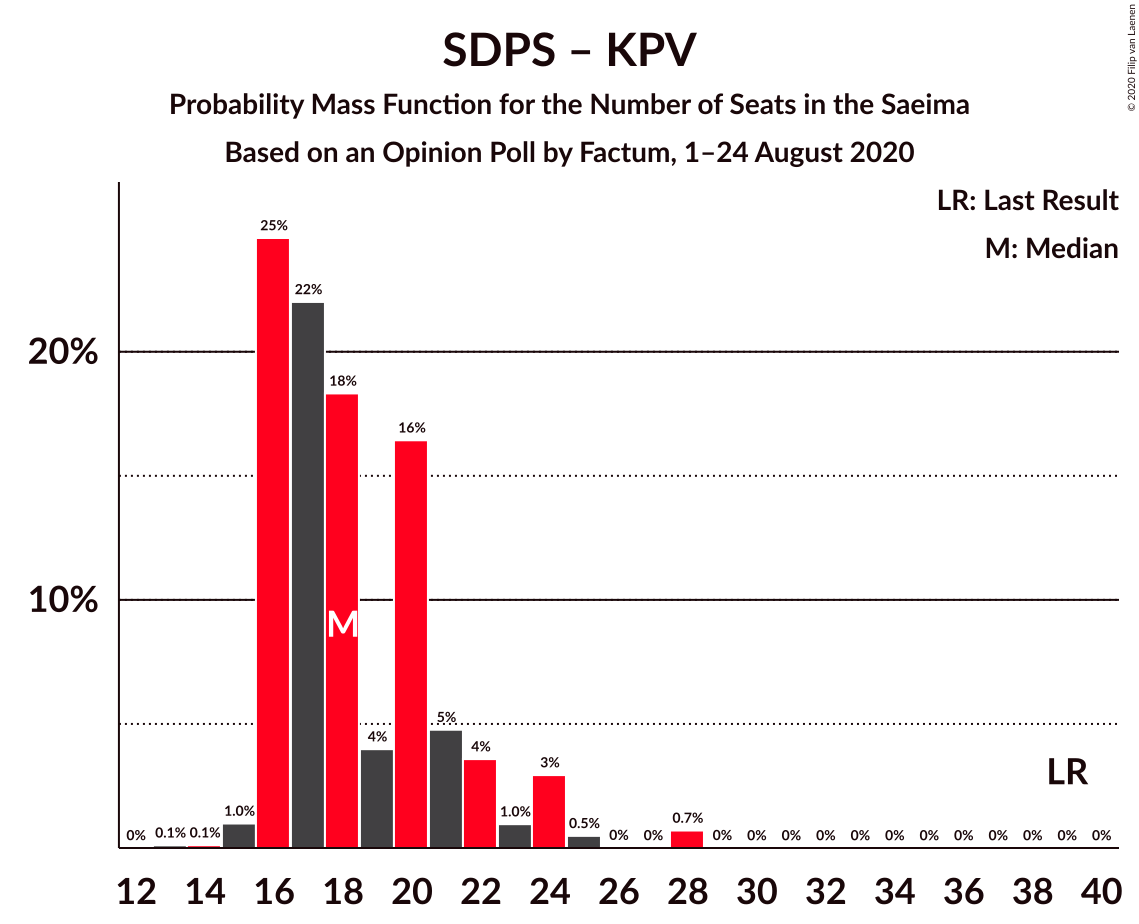 SDPS – KPV
Probability Mass Function for the Number of Seats in the Saeima
Based on an Opinion Poll by Factum, 1–24 August 2020
© 2020 Filip van Laenen
LR: Last Result
M: Median
25%
22%
20%
18%
16%
10%
M
5%
4%
4%
3%
LR
0% 0.1% 0.1% 1.0% 1.0% 0.5% 0% 0% 0.7% 0% 0% 0% 0% 0% 0% 0% 0% 0% 0% 0% 0%
12 14 16 18 20 22 24 26 28 30 32 34 36 38 40